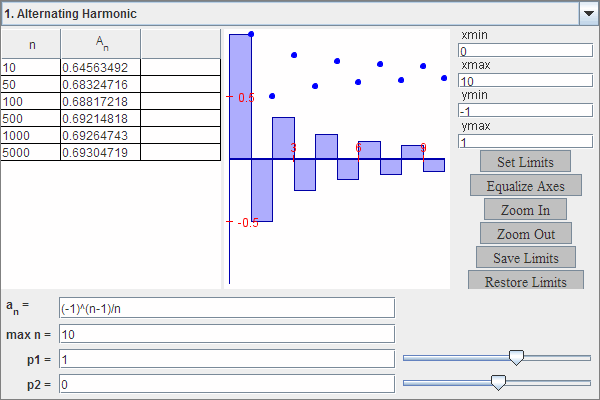 1. Alternating Harmonic
n An
10 0.64563492
50 0.68324716
100 0.68817218
500 0.69214818
1000 0.69264743
5000 0.69304719
0.5
3 6 9
-0.5
xmin
0
xmax
10
ymin
-1
ymax
1
Set Limits
Equalize Axes
Zoom In
Zoom Out
Save Limits
Restore Limits
an = (-1)^(n-1)/n
max n = 10
p1 = 1
p2 = 0